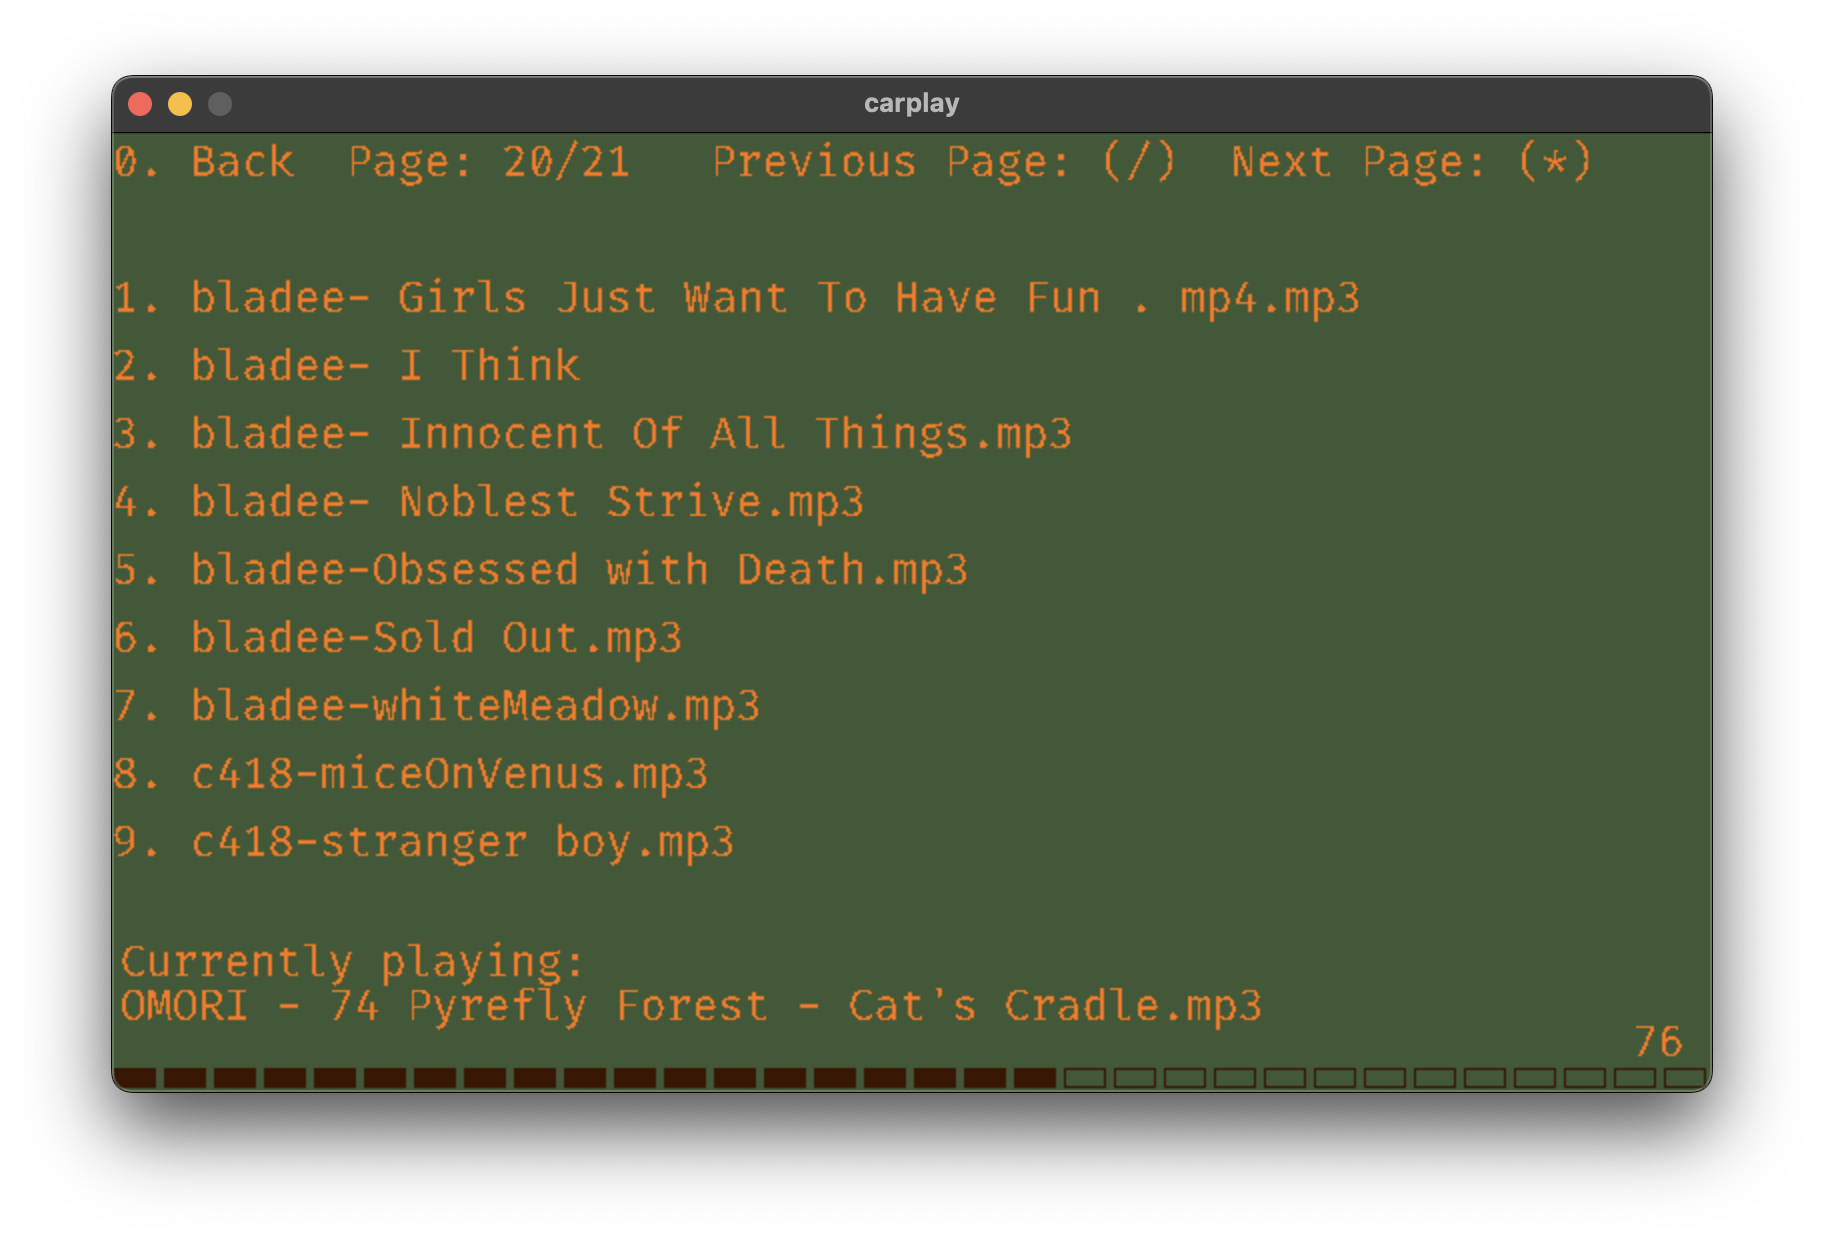 carplay
0. Back  Page: 20/21   Previous Page: (/)  Next Page: (*)
1. bladee- Girls Just Want To Have Fun . mp4.mp3
2. bladee- I Think
3. bladee- Innocent Of All Things.mp3
4. bladee- Noblest Strive.mp3
5. bladee-Obsessed with Death.mp3
6. bladee-Sold Out.mp3
7. bladee-whiteMeadow.mp3
8. c418-miceOnVenus.mp3
9. c418-stranger boy.mp3
Currently playing:
OMORI - 74 Pyrefly Forest - Cat's Cradle.mp3
76